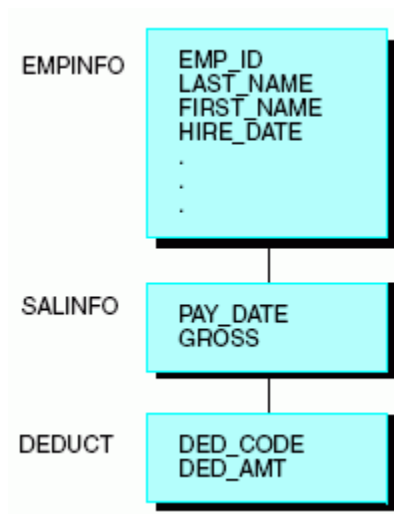 EMPINFO
EMP_ID
LAST_NAME
FIRST_NAME
HIRE_DATE
.
.
.
SALINFO
PAY_DATE
GROSS
DEDUCT
DED_CODE
DED_AMT